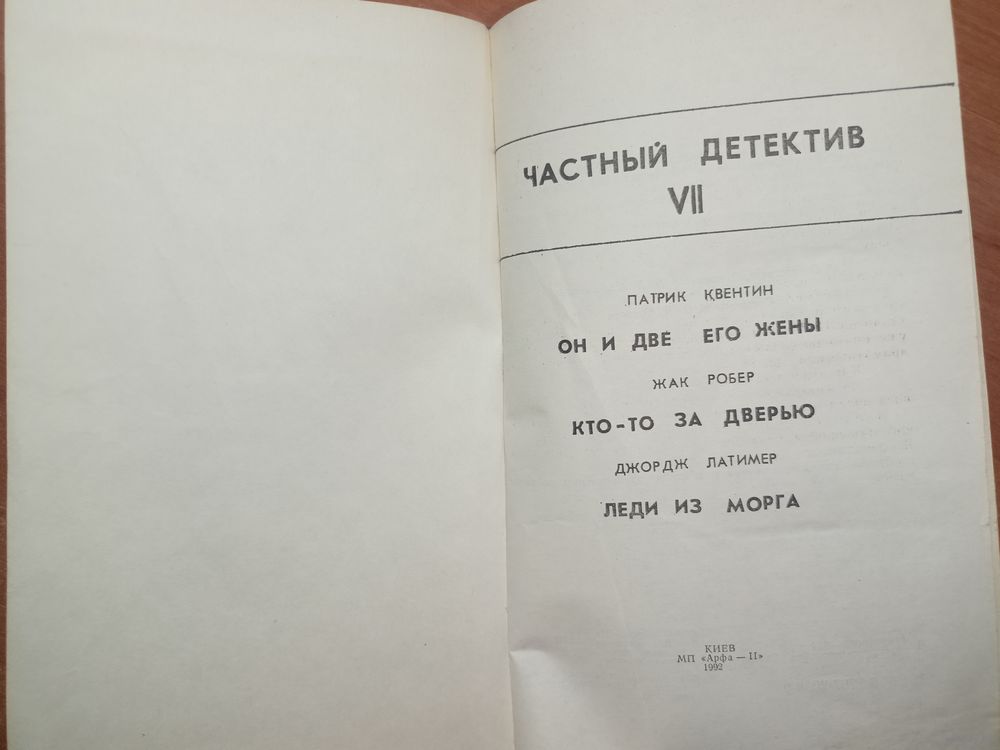 ЧАСТНЫЙ ДЕТЕКТИВ
VII
ПАТРИК КВЕНТИН
ОН И ДВЕ ЕГО ЖЕНЫ
ЖАК РОБЕР
КТО-ТО ЗА ДВЕРЬЮ
ДЖОРДЖ ЛАТИМЕР
ЛЕДИ ИЗ МОРГА
КИЕВ
МП «Арфа — II»
1992